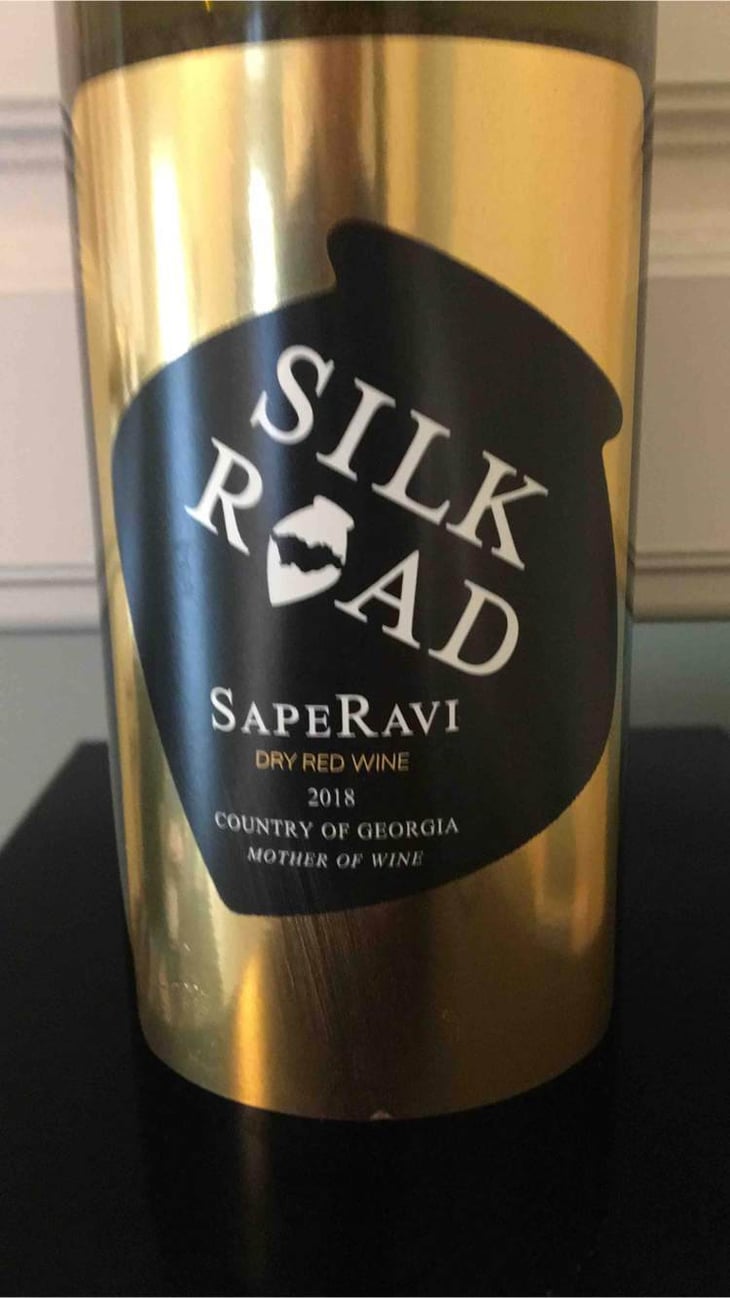 SILK
ROAD
SAPERAVI
DRY RED WINE
2018
COUNTRY OF GEORGIA
MOTHER OF WINE